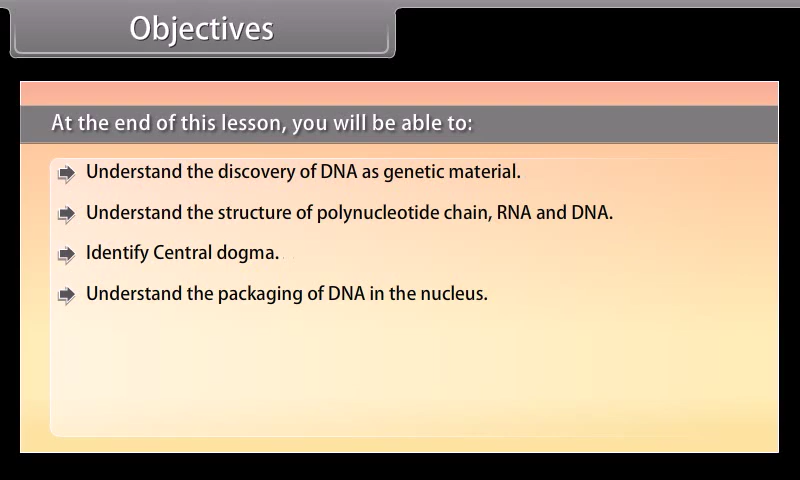 Objectives
At the end of this lesson, you will be able to:
Understand the discovery of DNA as genetic material.
Understand the structure of polynucleotide chain, RNA and DNA.
Identify Central dogma.
Understand the packaging of DNA in the nucleus.